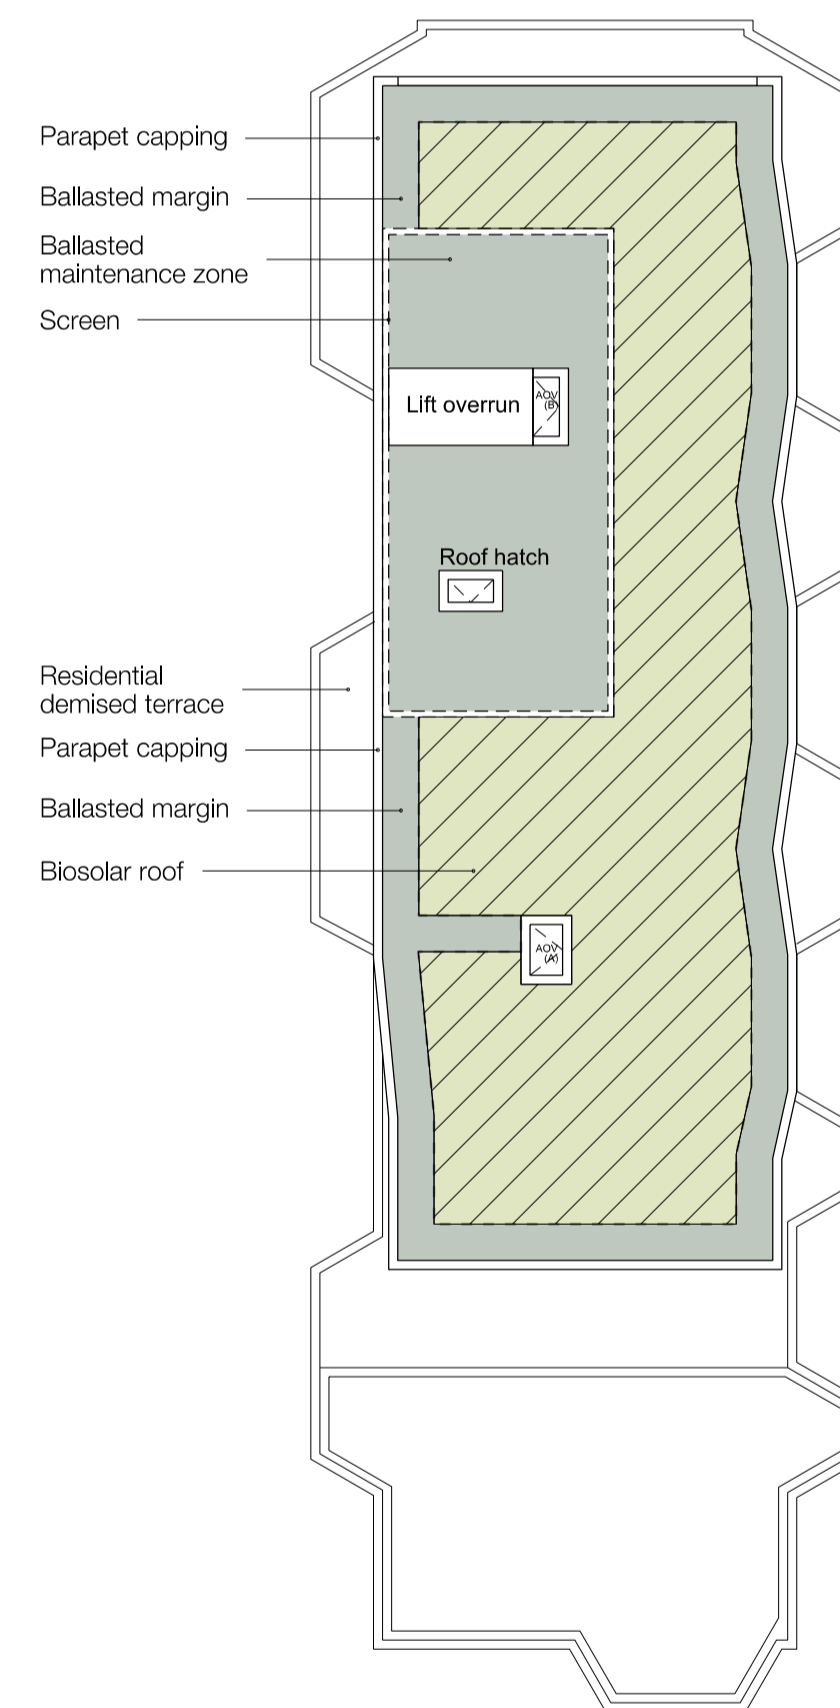 Parapet capping
Ballasted margin
Ballasted
maintenance zone
Screen
Lift overrun
AOV
(B)
Roof hatch
Residential
demised terrace
Parapet capping
Ballasted margin
Biosolar roof
AOV
(A)